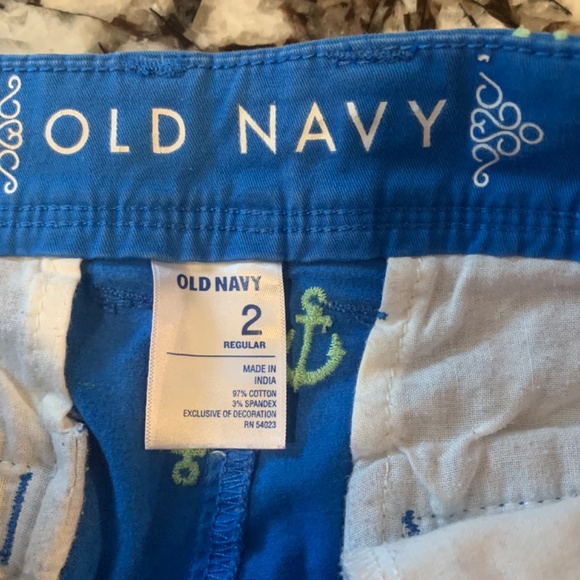 OLD NAVY
OLD NAVY
2
REGULAR
MADE IN
INDIA
97% COTTON
3% SPANDEX
EXCLUSIVE OF DECORATION
RN 54023